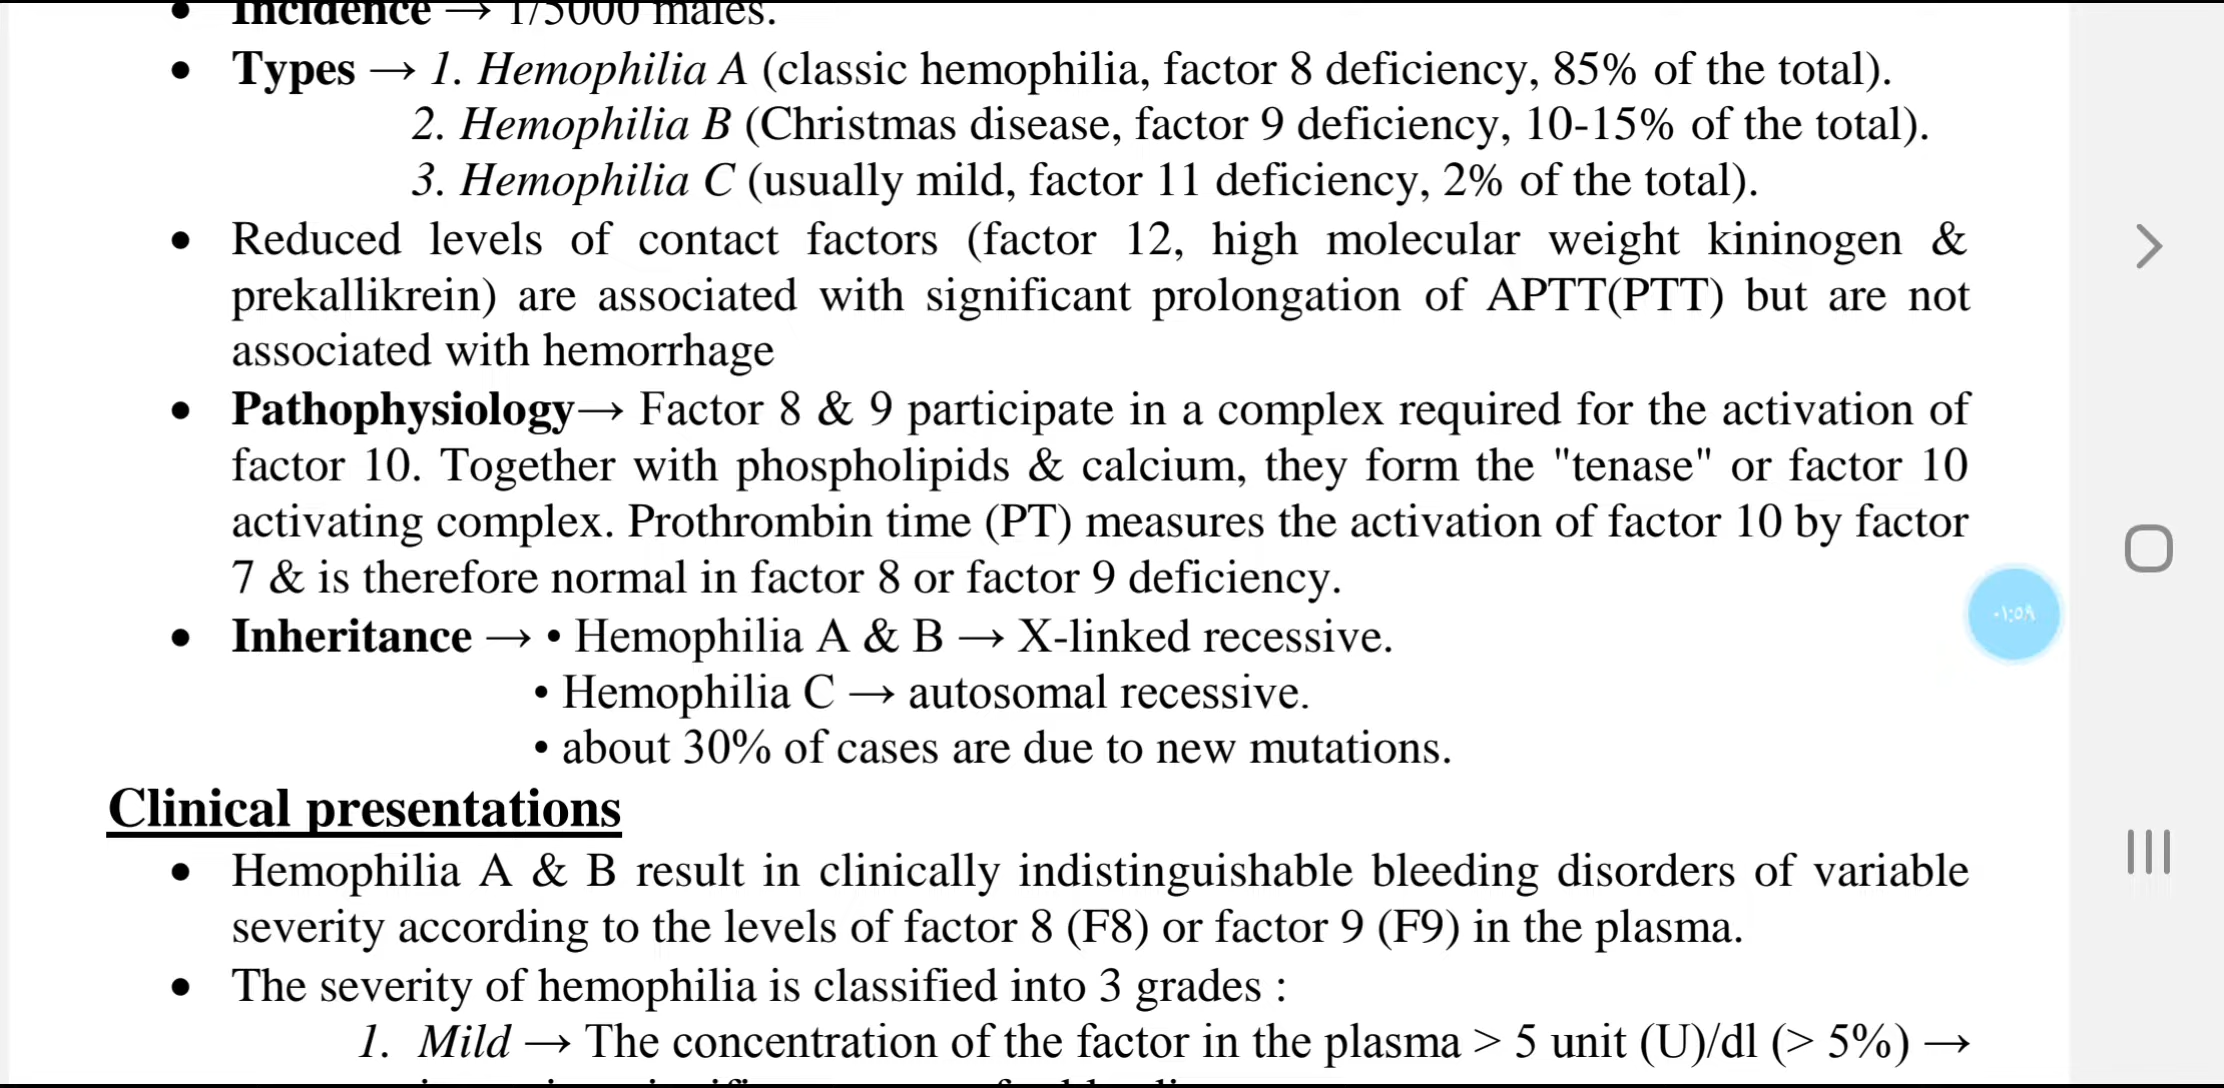 • Incidence → 1/5000 males.
• Types → 1. Hemophilia A (classic hemophilia, factor 8 deficiency, 85% of the total).
2. Hemophilia B (Christmas disease, factor 9 deficiency, 10-15% of the total).
3. Hemophilia C (usually mild, factor 11 deficiency, 2% of the total).
• Reduced levels of contact factors (factor 12, high molecular weight kininogen &
prekallikrein) are associated with significant prolongation of APTT(PTT) but are not
associated with hemorrhage
• Pathophysiology→ Factor 8 & 9 participate in a complex required for the activation of
factor 10. Together with phospholipids & calcium, they form the "tenase" or factor 10
activating complex. Prothrombin time (PT) measures the activation of factor 10 by factor
7 & is therefore normal in factor 8 or factor 9 deficiency.
• Inheritance → • Hemophilia A & B → X-linked recessive.
• Hemophilia C → autosomal recessive.
• about 30% of cases are due to new mutations.
Clinical presentations
• Hemophilia A & B result in clinically indistinguishable bleeding disorders of variable
severity according to the levels of factor 8 (F8) or factor 9 (F9) in the plasma.
• The severity of hemophilia is classified into 3 grades :
1. Mild → The concentration of the factor in the plasma > 5 unit (U)/dl (> 5%) →